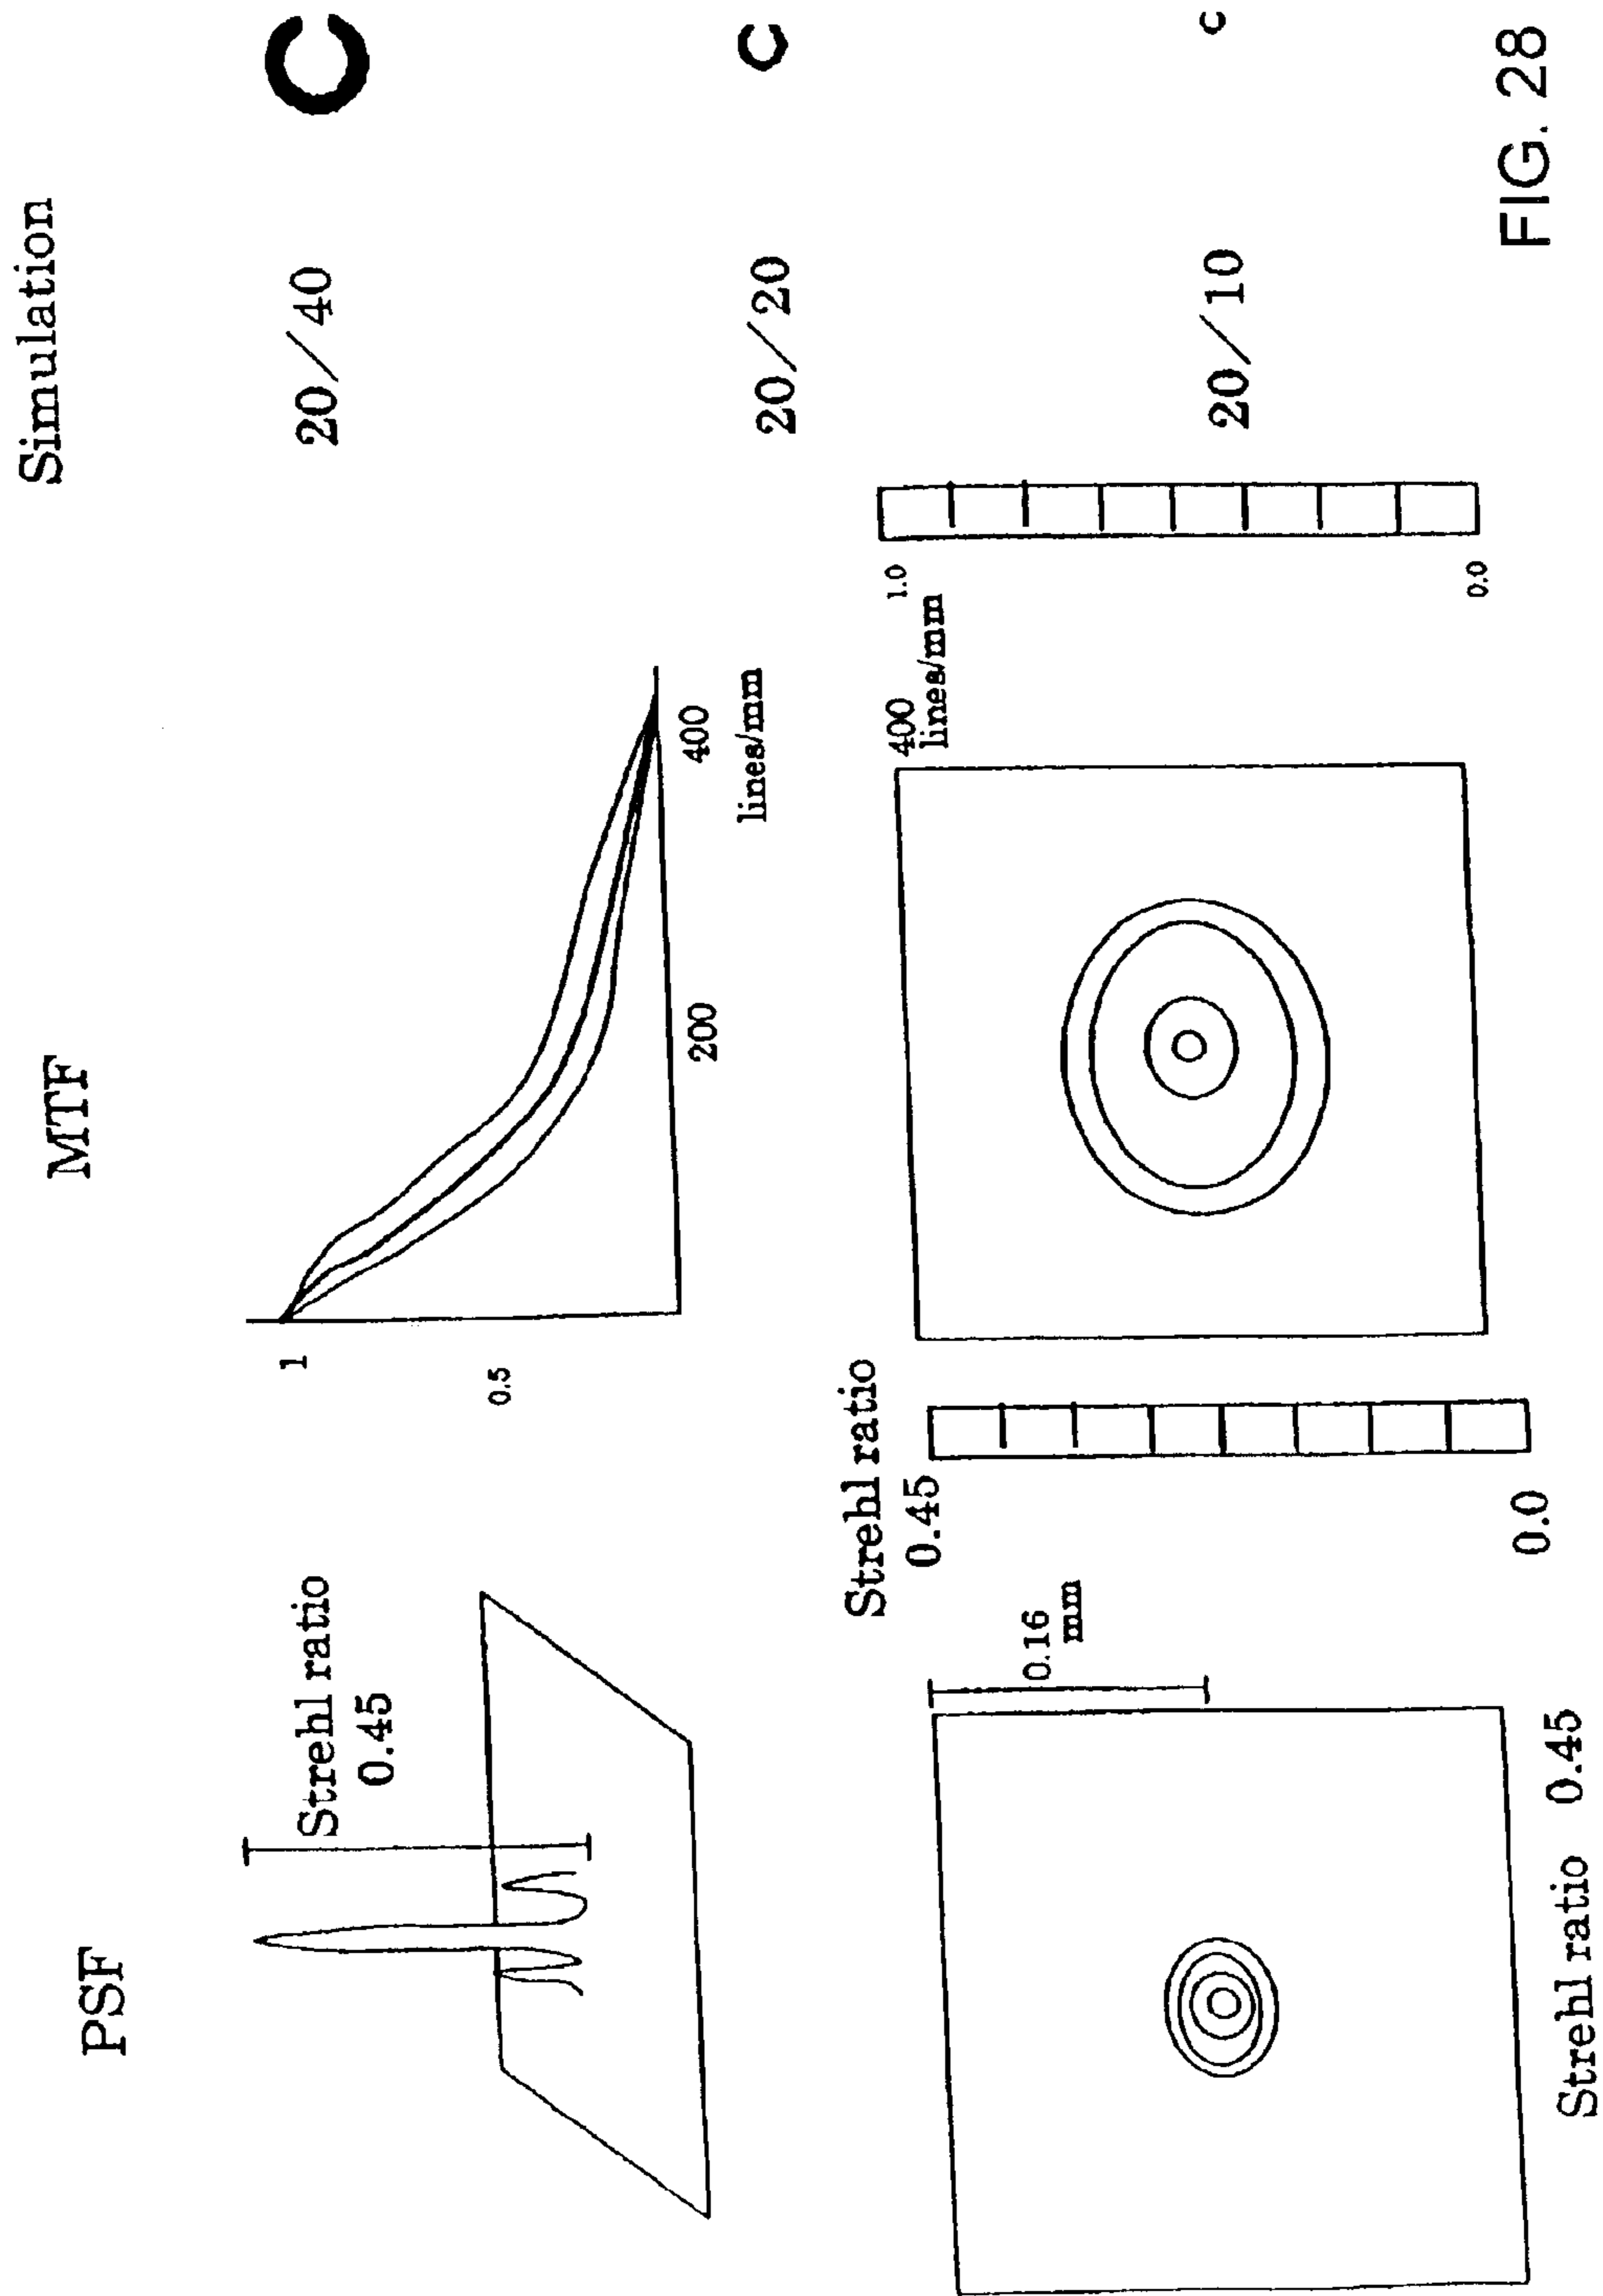 PSF
MTF
Simulation
Strehl ratio
0.45
1
0.5
200
400
lines/mm
20/40
C
20/20
C
20/10
C
0.16
mm
Strehl ratio
0.45
0.0
400
lines/mm
1.0
0.0
Strehl ratio 0.45
FIG. 28